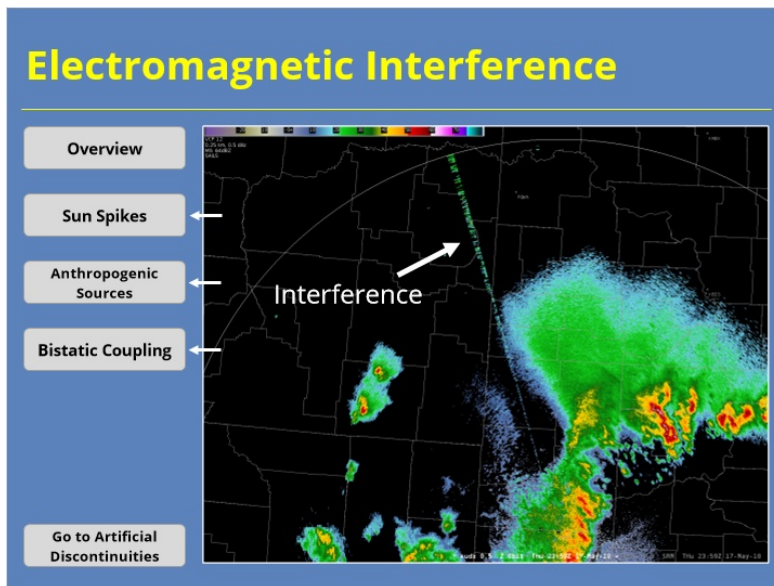 Electromagnetic Interference
Overview
Sun Spikes
Anthropogenic
Sources
Bistatic Coupling
Interference
Go to Artificial
Discontinuities